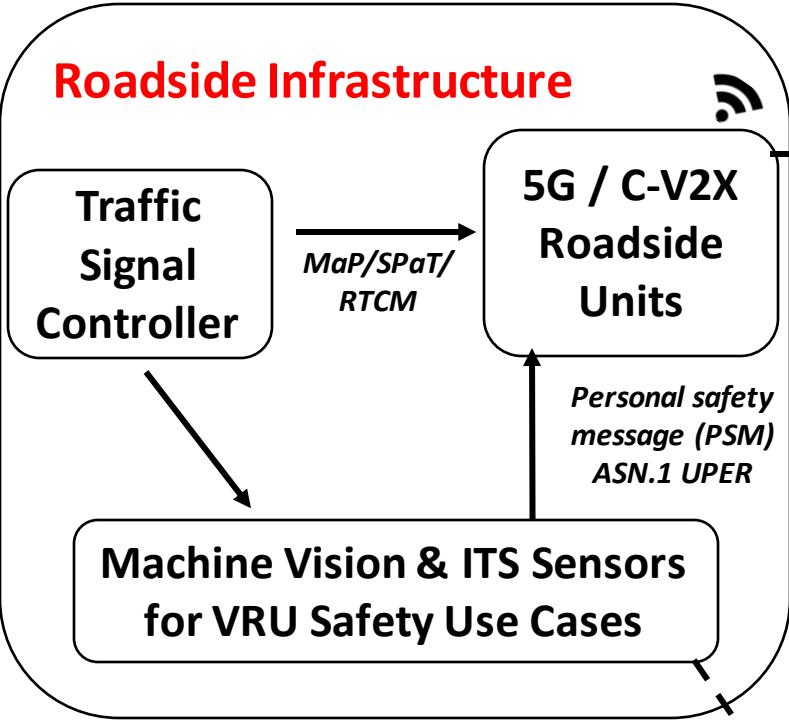 Roadside Infrastructure
Traffic
Signal
Controller
MaP/SPaT/
RTCM
5G / C-V2X
Roadside
Units
Personal safety
message (PSM)
ASN.1 UPER
Machine Vision & ITS Sensors
for VRU Safety Use Cases